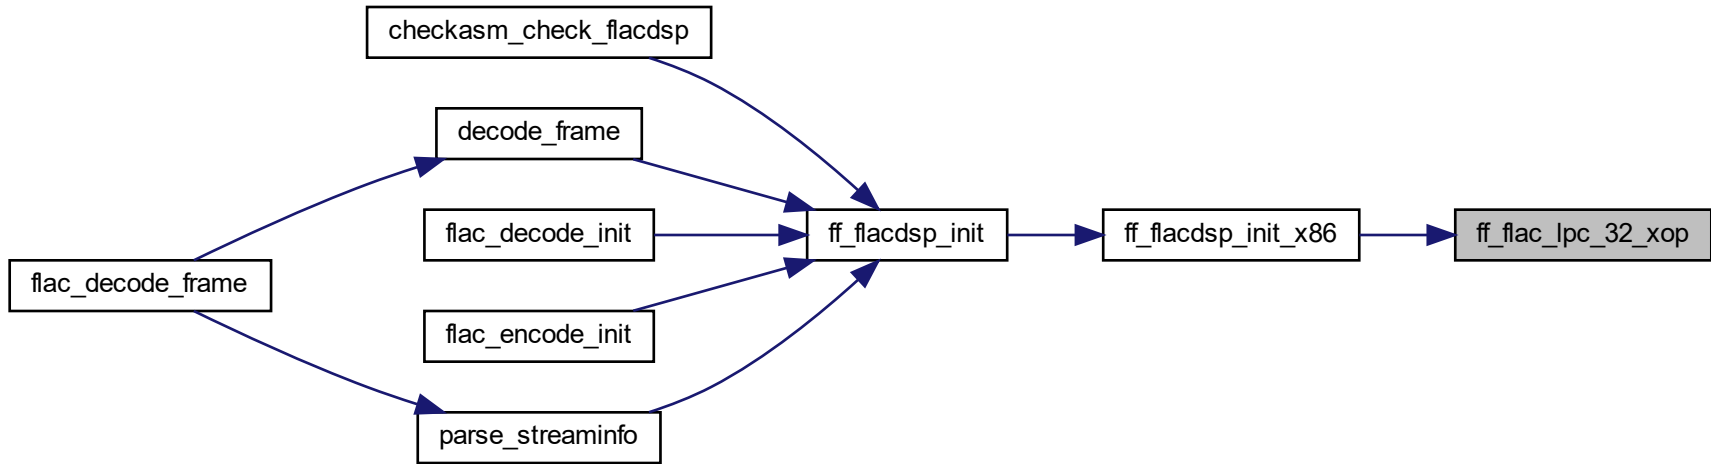 checkasm_check_flacdsp
decode_frame
flac_decode_init
ff_flacdsp_init
ff_flacdsp_init_x86
ff_flac_lpc_32_xop
flac_decode_frame
flac_encode_init
parse_streaminfo